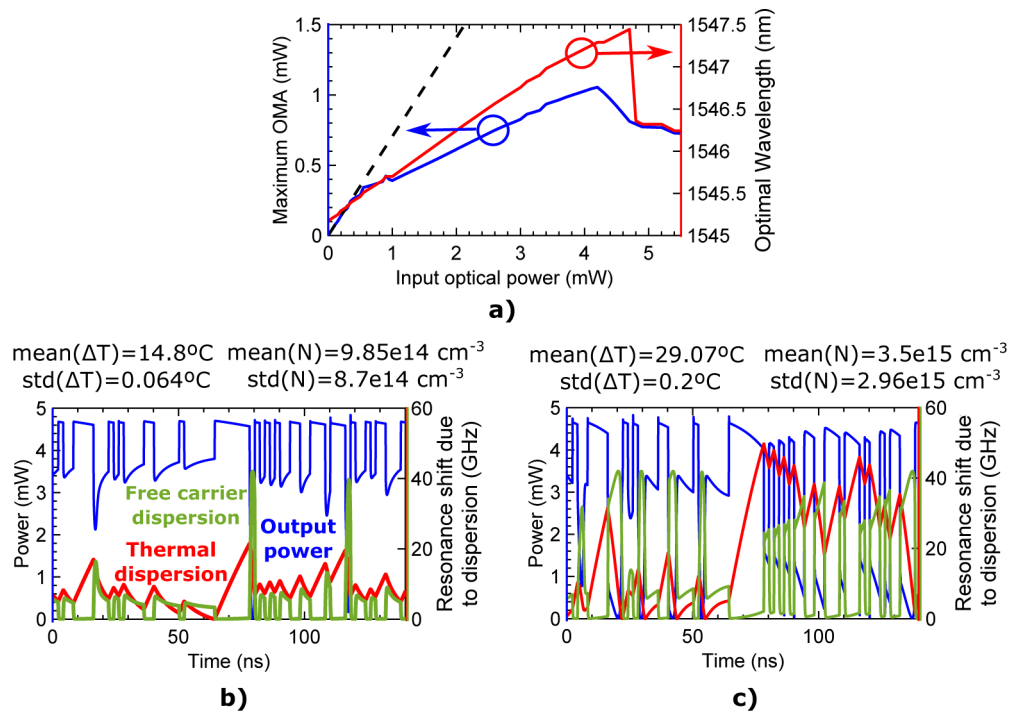 1.5
1
0.5
0
Maximum OMA (mW)
1547.5
1547
1546.5
1546
1545.5
1545
Optimal Wavelength (nm)
0 1 2 3 4 5
Input optical power (mW)
a)
mean(ΔT)=14.8ºC mean(N)=9.85e14 cm-3
std(ΔT)=0.064ºC std(N)=8.7e14 cm-3
5
4
3
2
1
0
Power (mW)
Free carrier
dispersion
Output
power
Thermal
dispersion
60
40
20
0
Resonance shift due
to dispersion (GHz)
0 50 100
Time (ns)
b)
mean(ΔT)=29.07ºC mean(N)=3.5e15 cm-3
std(ΔT)=0.2ºC std(N)=2.96e15 cm-3
5
4
3
2
1
0
Power (mW)
60
40
20
0
Resonance shift due
to dispersion (GHz)
0 100
Time (ns)
c)